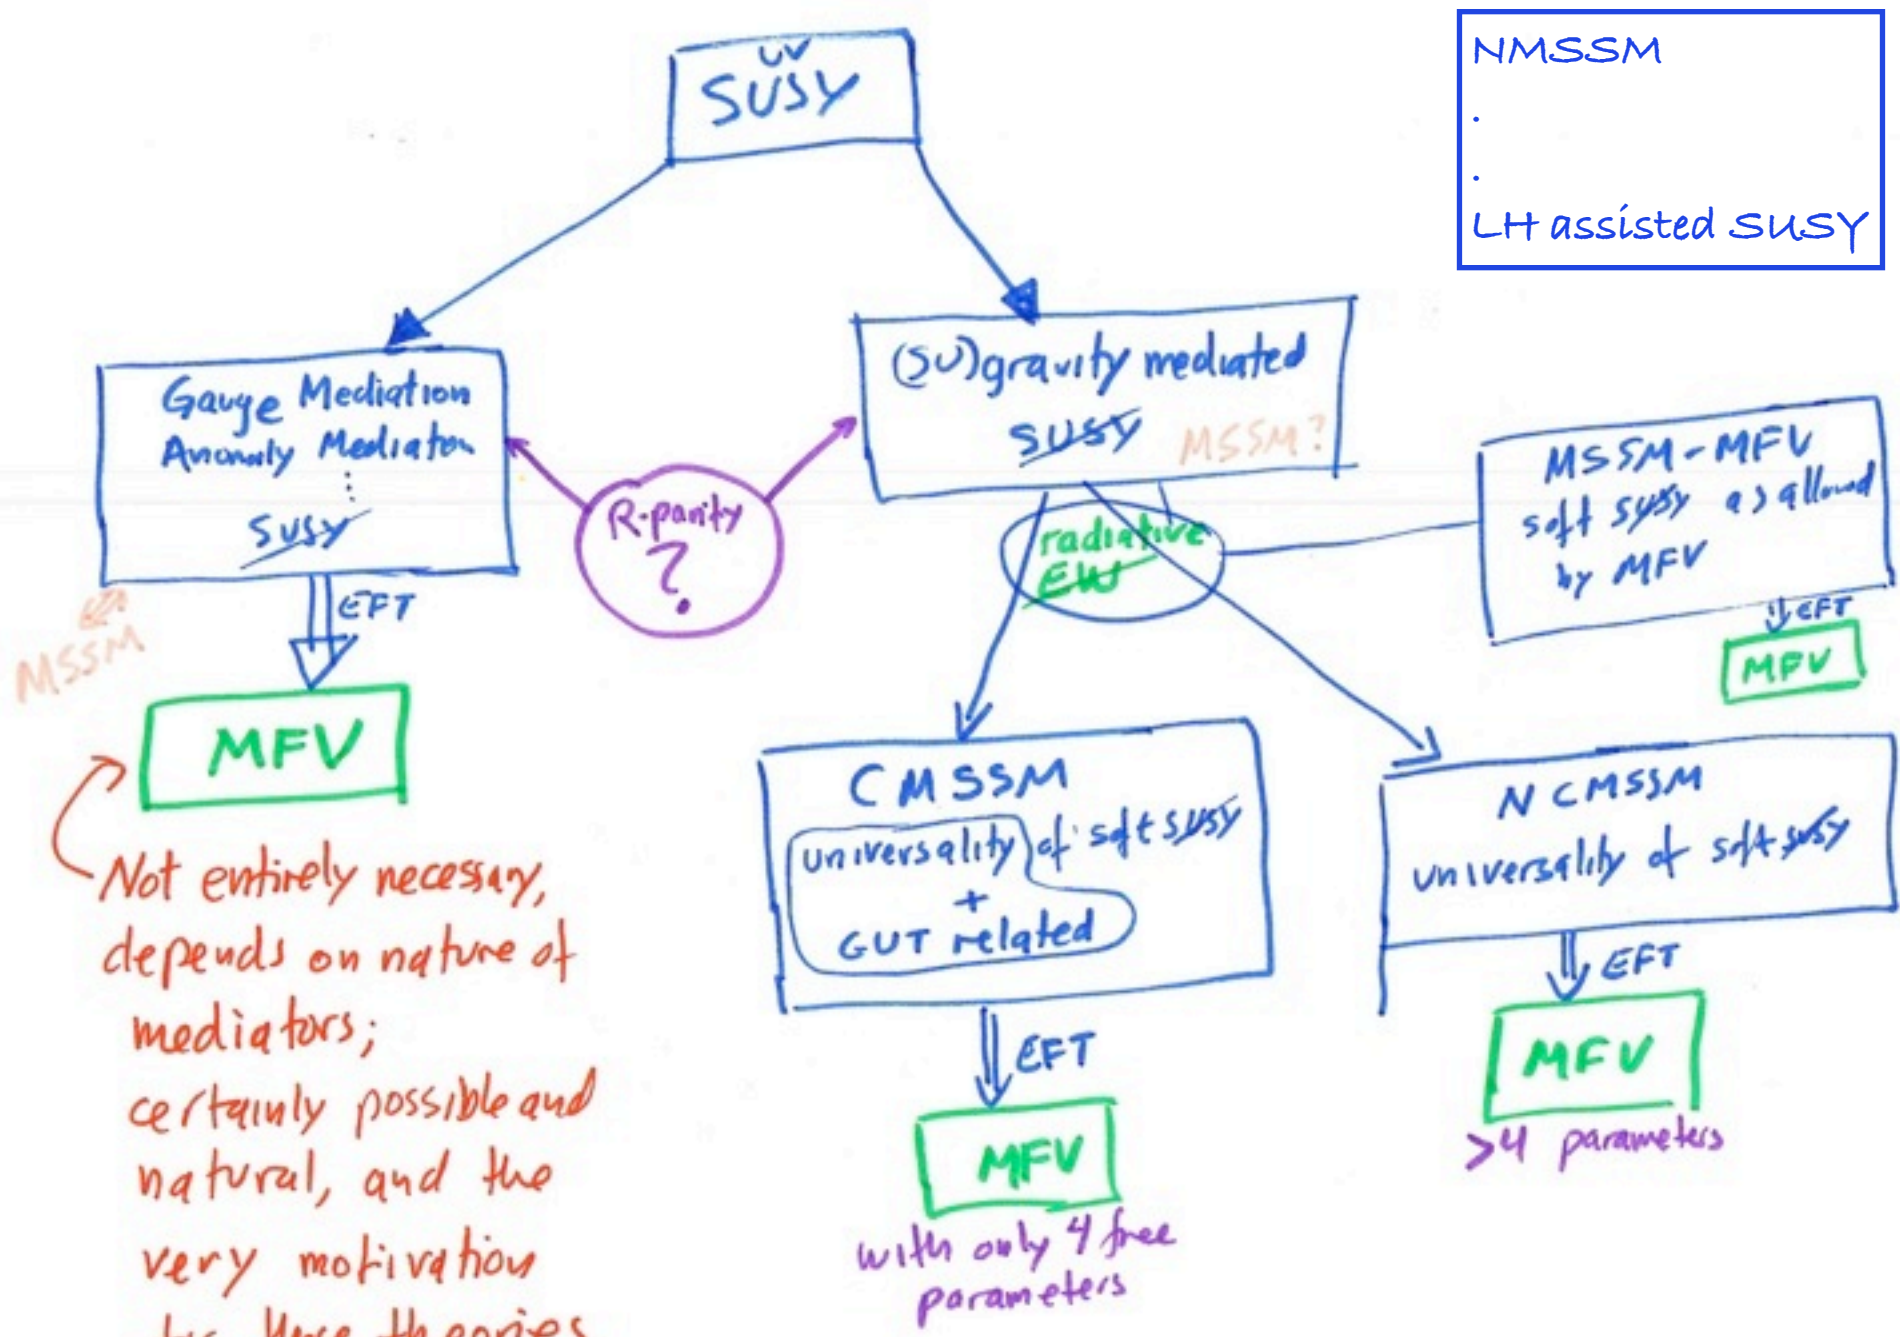 UV
SUSY
NMSSM
.
.
LH assisted SUSY
Gauge Mediation
Anomaly Mediation
⋮
SUSY
EFT
MSSM
MFV
Not entirely necessary,
depends on nature of
mediators;
certainly possible and
natural, and the
very motivation
these theories
R-parity
?
(SU)gravity mediated
SUSY MSSM?
radiative
EW
MSSM-MFV
soft SUSY as allowed
by MFV
EFT
MFV
CMSSM
universality of soft SUSY
+
GUT related
EFT
MFV
with only 4 free
parameters
NCMSSM
universality of soft SUSY
EFT
MFV
>4 parameters